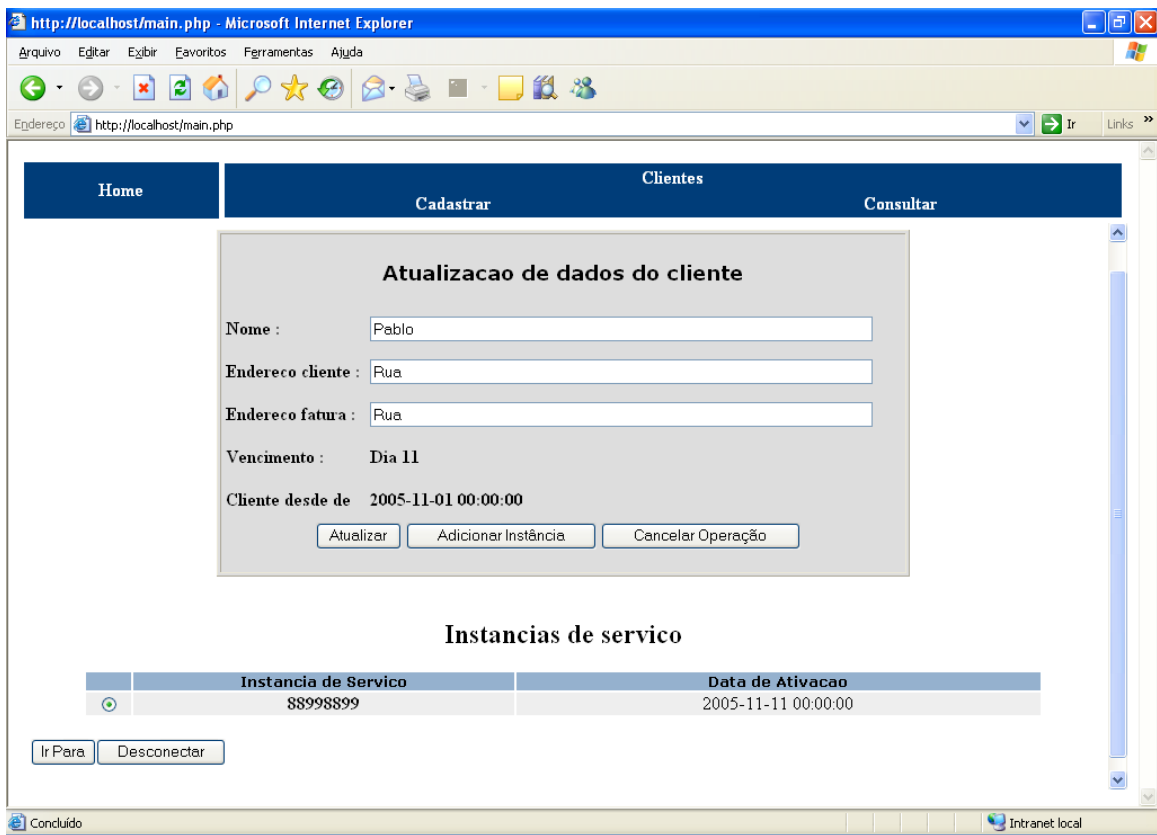 http://localhost/main.php - Microsoft Internet Explorer
Arquivo Editar Exibir Favoritos Ferramentas Ajuda
Endereço http://localhost/main.php Ir Links »
Home
Clientes
Cadastrar Consultar
Atualizacao de dados do cliente
Nome : Pablo
Endereco cliente : Rua
Endereco fatura : Rua
Vencimento : Dia 11
Cliente desde de 2005-11-01 00:00:00
Atualizar Adicionar Instância Cancelar Operação
Instancias de servico
Instancia de Servico Data de Ativacao
88998899 2005-11-11 00:00:00
Ir Para Desconectar
Concluído Intranet local